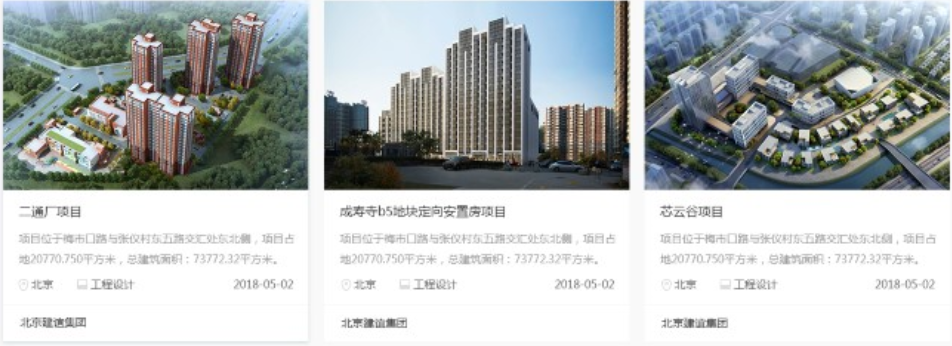 二通厂项目
项目位于梅市口路与张仪村东五路交汇处东北侧，项目占
地20770.750平方米，总建筑面积：73772.32平方米。
北京 工程设计 2018-05-02
北京建谊集团
成寿寺b5地块定向安置房项目
项目位于梅市口路与张仪村东五路交汇处东北侧，项目占
地20770.750平方米，总建筑面积：73772.32平方米。
北京 工程设计 2018-05-02
北京建谊集团
芯云谷项目
项目位于梅市口路与张仪村东五路交汇处东北侧，项目占
地20770.750平方米，总建筑面积：73772.32平方米。
北京 工程设计 2018-05-02
北京建谊集团